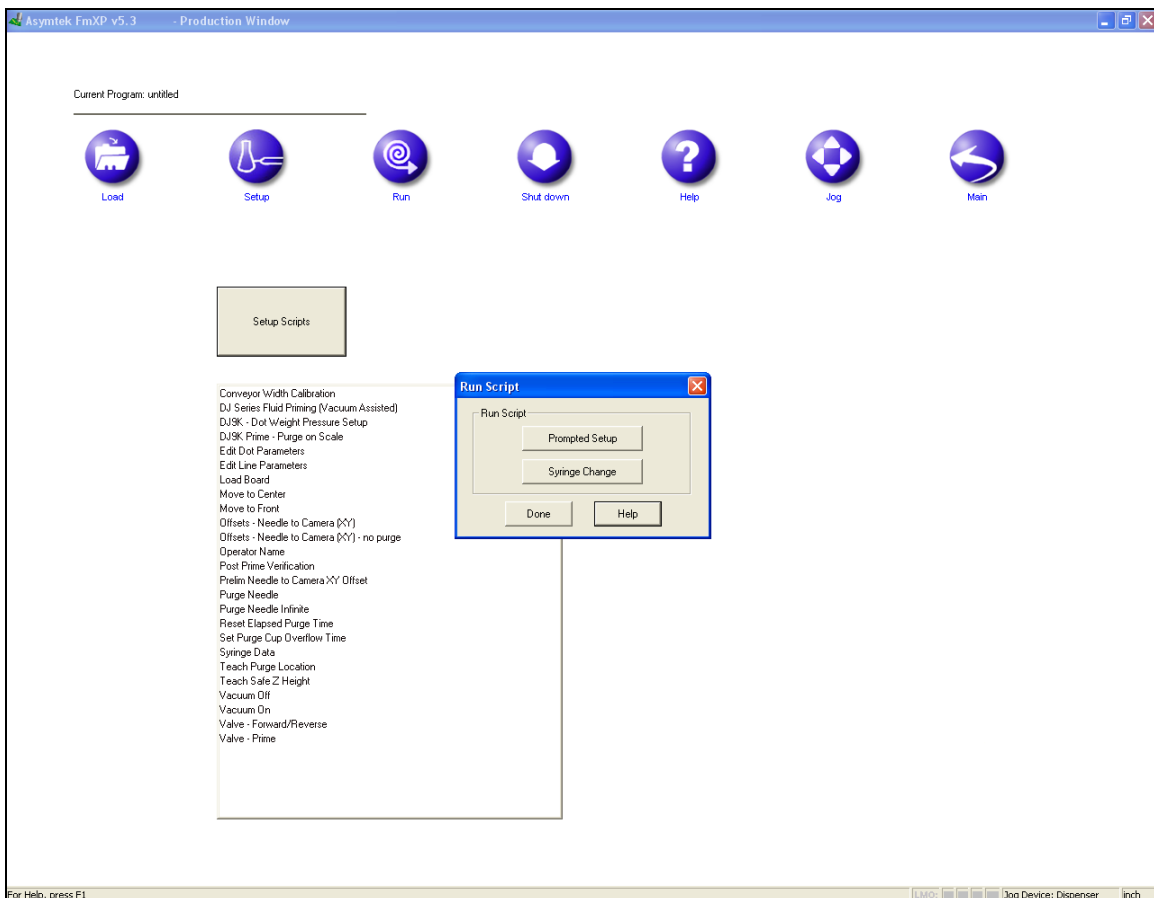 Asymtek FmXP v5.3 - Production Window
Current Program: untitled
Load
Setup
Run
Shut down
Help
Jog
Main
Setup Scripts
Conveyor Width Calibration
DJ Series Fluid Priming (Vacuum Assisted)
DJ9K - Dot Weight Pressure Setup
DJ9K Prime - Purge on Scale
Edit Dot Parameters
Edit Line Parameters
Load Board
Move to Center
Move to Front
Offsets - Needle to Camera (XY)
Offsets - Needle to Camera (XY) - no purge
Operator Name
Post Prime Verification
Prelim Needle to Camera XY Offset
Purge Needle
Purge Needle Infinite
Reset Elapsed Purge Time
Set Purge Cup Overflow Time
Syringe Data
Teach Purge Location
Teach Safe Z Height
Vacuum Off
Vacuum On
Valve - Forward/Reverse
Valve - Prime
Run Script
Run Script
Prompted Setup
Syringe Change
Done
Help
For Help, press F1
LMO:
Jog Device: Dispenser
inch